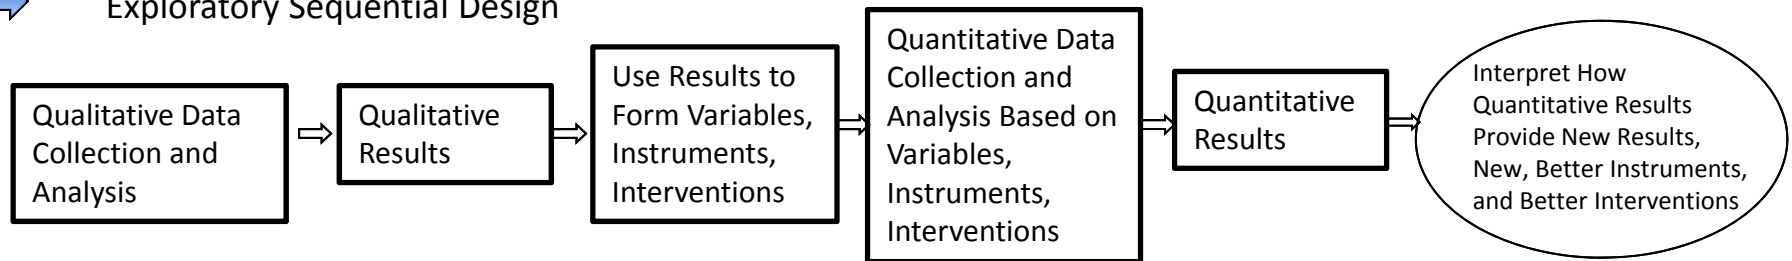 Exploratory Sequential Design
Qualitative Data
Collection and
Analysis
Qualitative
Results
Use Results to
Form Variables,
Instruments,
Interventions
Quantitative Data
Collection and
Analysis Based on
Variables,
Instruments,
Interventions
Quantitative
Results
Interpret How
Quantitative Results
Provide New Results,
New, Better Instruments,
and Better Interventions